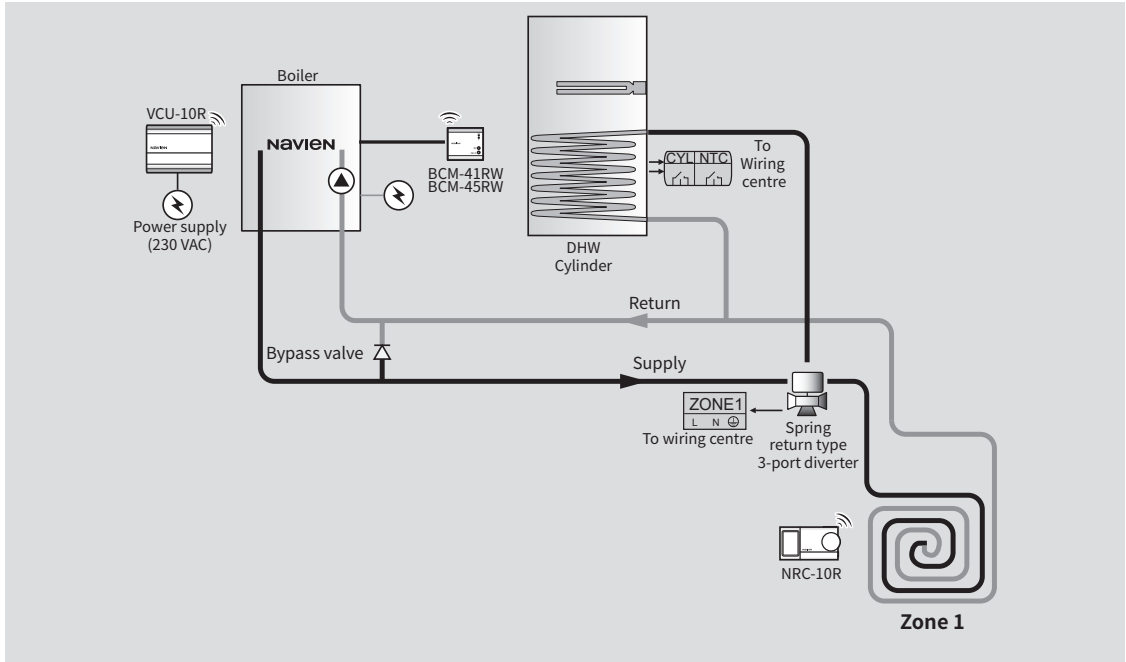 Boiler
VCU-10R
NAVIEN
Power supply
(230 VAC)
BCM-41RW
BCM-45RW
CYL NTC
To
Wiring
centre
DHW
Cylinder
Return
Bypass valve
Supply
ZONE1
L N
To wiring centre
Spring
return type
3-port diverter
NRC-10R
Zone 1